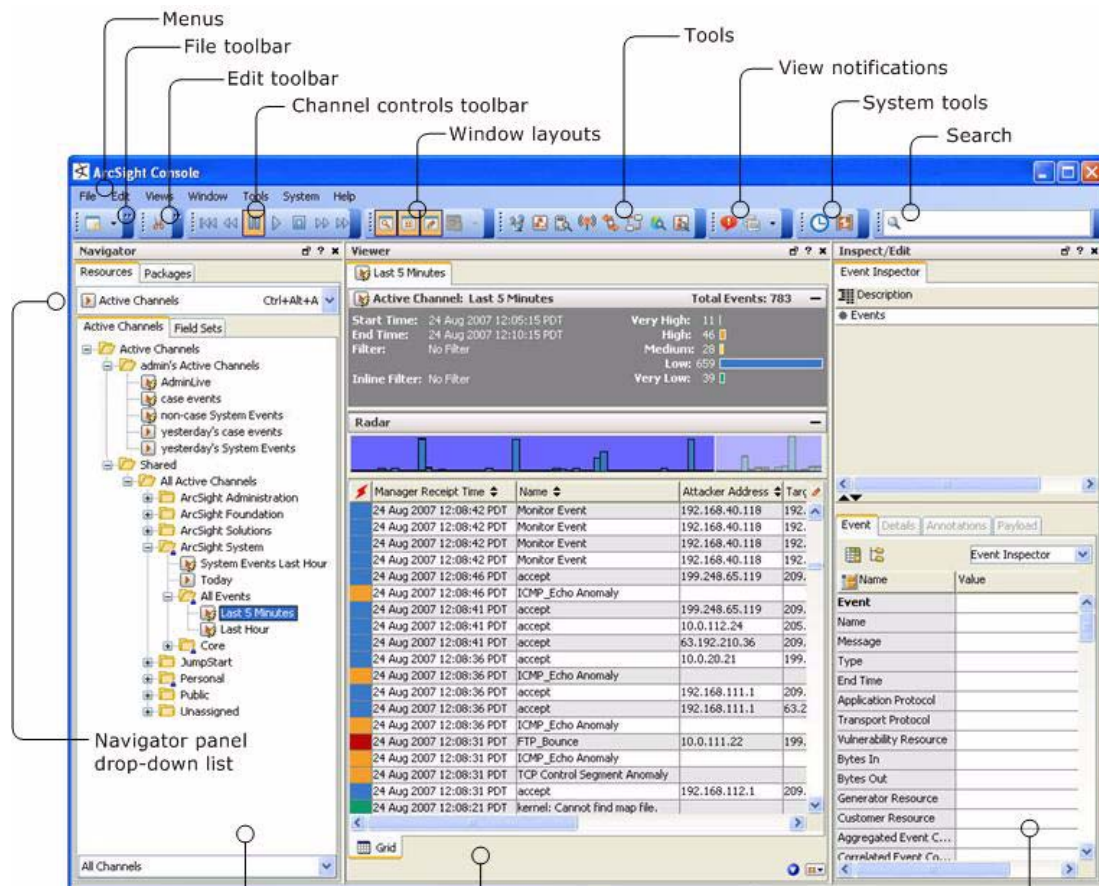 Menus
File toolbar
Edit toolbar
Channel controls toolbar
Window layouts
Tools
View notifications
System tools
Search
ArcSight Console
File Edit Views Window Tools System Help
Navigator
Resources Packages
Active Channels Ctrl+Alt+A
Active Channels Field Sets
Active Channels
admin's Active Channels
AdminLive
case events
non-case System Events
yesterday's case events
yesterday's System Events
Shared
All Active Channels
ArcSight Administration
ArcSight Foundation
ArcSight Solutions
ArcSight System
System Events Last Hour
Today
All Events
Last 5 Minutes
Last Hour
Core
JumpStart
Personal
Public
Unassigned
Navigator panel
drop-down list
All Channels
Viewer
Last 5 Minutes
Active Channel: Last 5 Minutes Total Events: 783
Start Time: 24 Aug 2007 12:05:15 PDT Very High: 11
End Time: 24 Aug 2007 12:10:15 PDT High: 46
Filter: No Filter Medium: 28
Low: 659
Inline Filter: No Filter Very Low: 39
Radar
Manager Receipt Time Name Attacker Address Targ
24 Aug 2007 12:08:42 PDT Monitor Event 192.168.40.118 192.
24 Aug 2007 12:08:42 PDT Monitor Event 192.168.40.118 192.
24 Aug 2007 12:08:42 PDT Monitor Event 192.168.40.118 192.
24 Aug 2007 12:08:46 PDT accept 199.248.65.119 209.
24 Aug 2007 12:08:46 PDT ICMP_Echo Anomaly
24 Aug 2007 12:08:41 PDT accept 199.248.65.119 209.
24 Aug 2007 12:08:41 PDT accept 10.0.112.24 205.
24 Aug 2007 12:08:41 PDT accept 63.192.210.36 209.
24 Aug 2007 12:08:36 PDT accept 10.0.20.21 199.
24 Aug 2007 12:08:36 PDT ICMP_Echo Anomaly
24 Aug 2007 12:08:36 PDT accept 192.168.111.1 209.
24 Aug 2007 12:08:36 PDT accept 192.168.111.1 63.2
24 Aug 2007 12:08:36 PDT ICMP_Echo Anomaly
24 Aug 2007 12:08:31 PDT FTP_Bounce 10.0.111.22 199.
24 Aug 2007 12:08:31 PDT ICMP_Echo Anomaly
24 Aug 2007 12:08:31 PDT TCP Control Segment Anomaly
24 Aug 2007 12:08:31 PDT accept 192.168.112.1 209.
24 Aug 2007 12:08:21 PDT kernel: Cannot find map file.
Grid
Inspect/Edit
Event Inspector
Description
Events
Event Details Annotations Payload
Event Inspector
Name Value
Event
Name
Message
Type
End Time
Application Protocol
Transport Protocol
Vulnerability Resource
Bytes In
Bytes Out
Generator Resource
Customer Resource
Aggregated Event C...
Correlated Event Co...